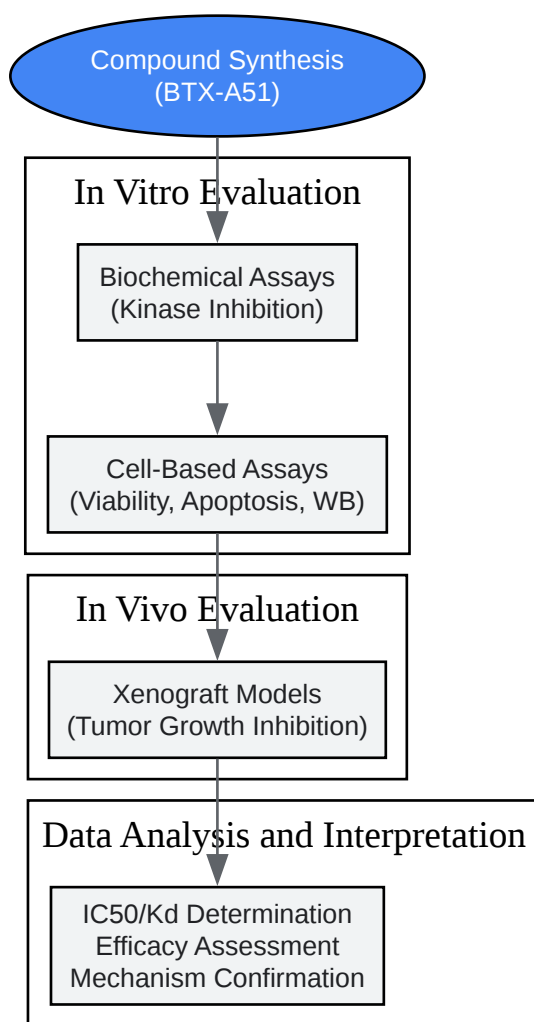 Compound Synthesis
(BTX-A51)
In Vitro Evaluation
Biochemical Assays
(Kinase Inhibition)
Cell-Based Assays
(Viability, Apoptosis, WB)
In Vivo Evaluation
Xenograft Models
(Tumor Growth Inhibition)
Data Analysis and Interpretation
IC50/Kd Determination
Efficacy Assessment
Mechanism Confirmation